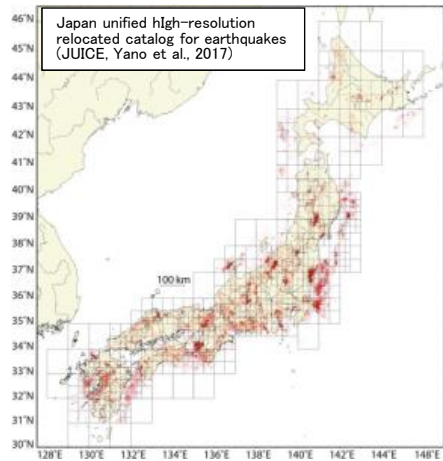 Japan unified hIgh-resolution
relocated catalog for earthquakes
(JUICE, Yano et al., 2017)
46°N
45°N
44°N
43°N
42°N
41°N
40°N
39°N
38°N
37°N
100 km
36°N
35°N
34°N
33°N
32°N
31°N
30°N
128°E 130°E 132°E 134°E 136°E 138°E 140°E 142°E 144°E 146°E